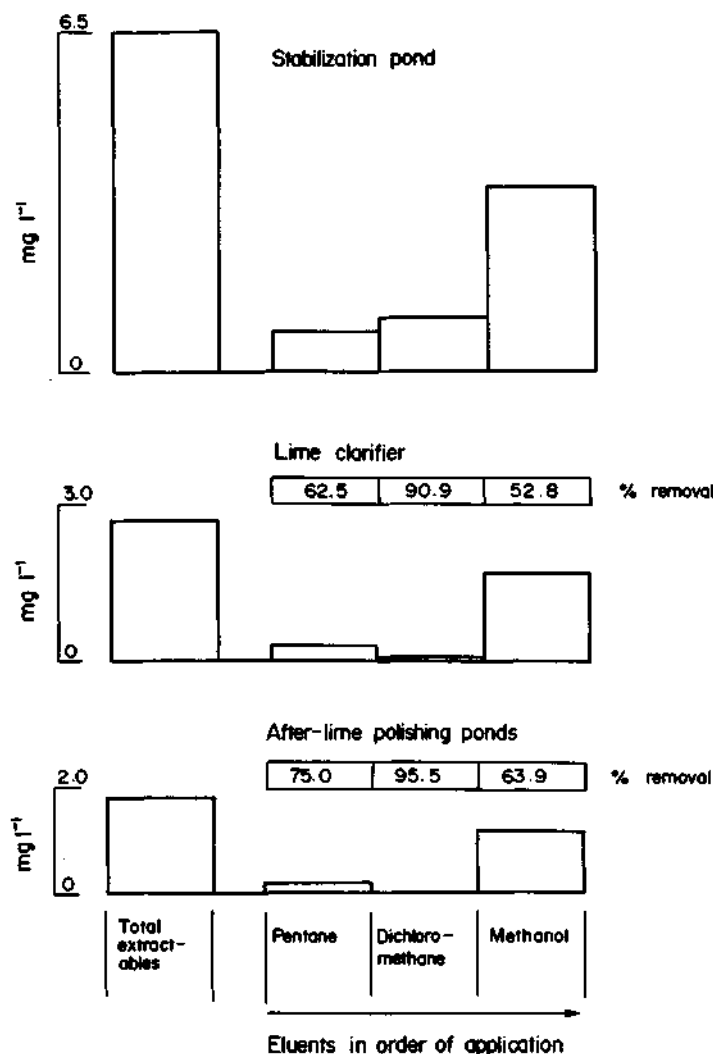 6.5
Stabilization pond
mg l⁻¹
0
Lime clarifier
62.5 90.9 52.8 % removal
3.0
mg l⁻¹
0
After-lime polishing ponds
75.0 95.5 63.9 % removal
2.0
mg l⁻¹
0
Total
extract-
ables
Pentane
Dichloro-
methane
Methanol
Eluents in order of application